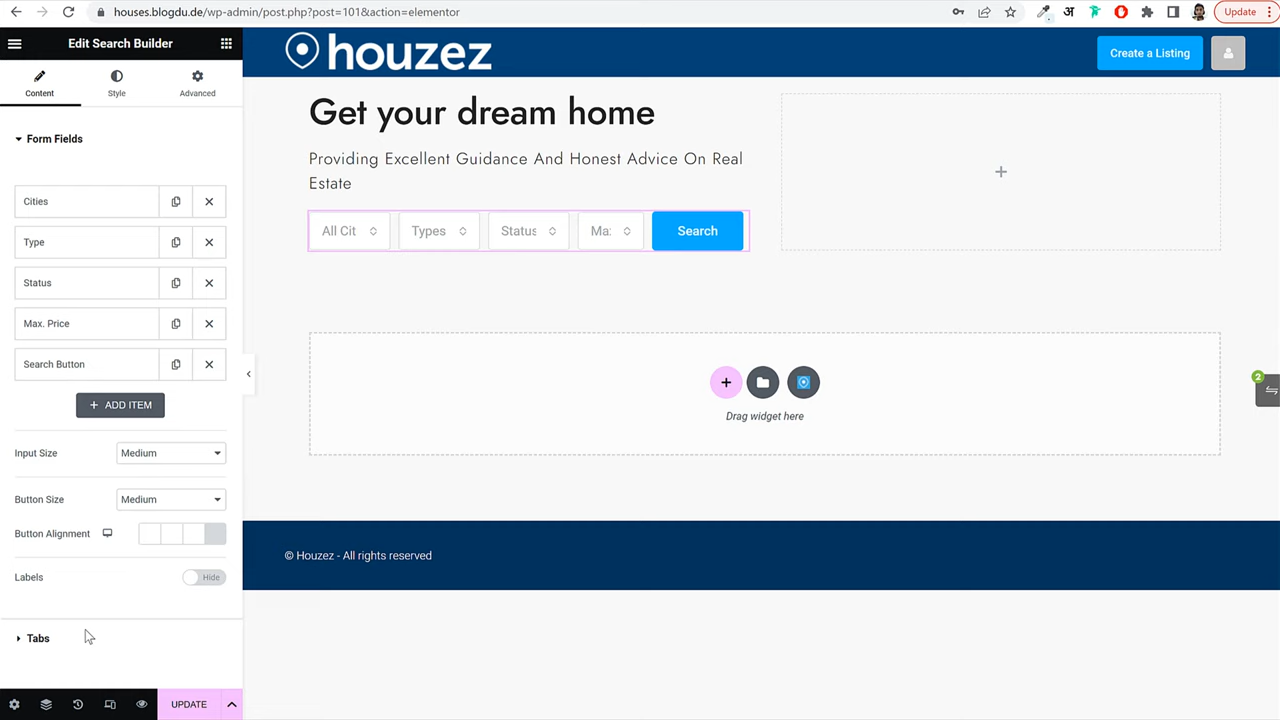 houses.blogdu.de/wp-admin/post.php?post=101&action=elementor
अ
Update
Edit Search Builder
Content
Style
Advanced
Form Fields
Cities
Type
Status
Max. Price
Search Button
+ ADD ITEM
Input Size
Medium
Button Size
Medium
Button Alignment
Labels
Hide
Tabs
UPDATE
houzez
Create a Listing
Get your dream home
Providing Excellent Guidance And Honest Advice On Real
Estate
All Cit
Types
Status
Ma:
Search
Drag widget here
2
© Houzez - All rights reserved